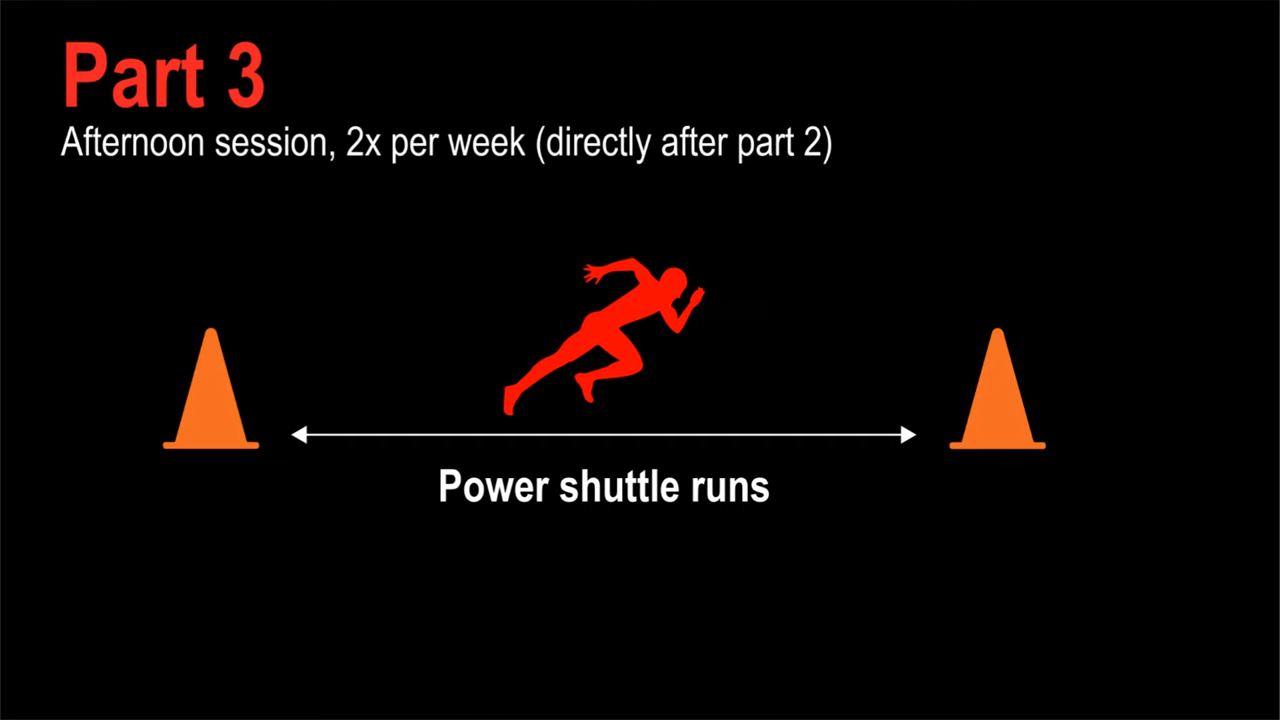 Part 3
Afternoon session, 2x per week (directly after part 2)
Power shuttle runs